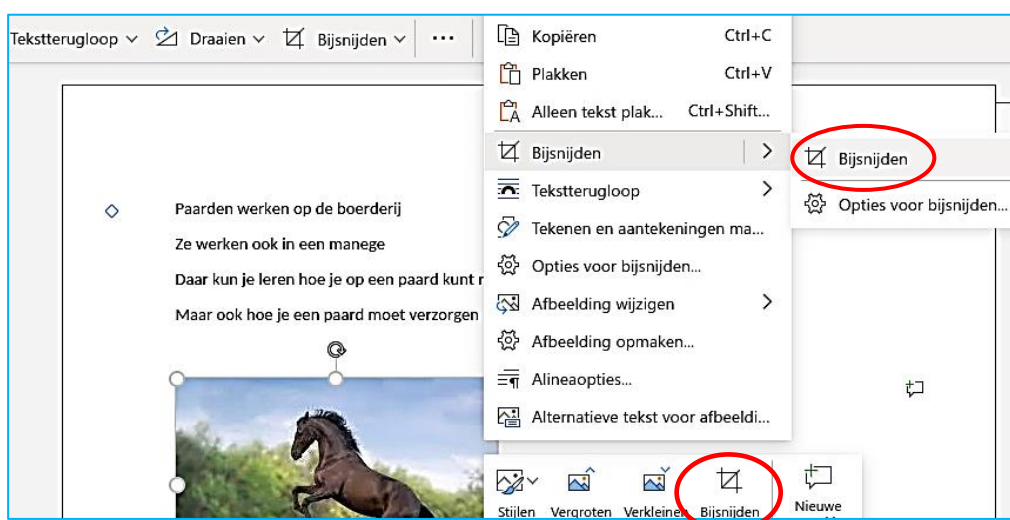 Tekstterugloop Draaien Bijsnijden ...
Kopiëren Ctrl+C
Plakken Ctrl+V
Alleen tekst plak... Ctrl+Shift...
Bijsnijden
Bijsnijden
Tekstterugloop
Opties voor bijsnijden...
Tekenen en aantekeningen ma...
Opties voor bijsnijden...
Afbeelding wijzigen
Afbeelding opmaken...
Alineaopties...
Alternatieve tekst voor afbeeldi...
Paarden werken op de boerderij
Ze werken ook in een manege
Daar kun je leren hoe je op een paard kunt
Maar ook hoe je een paard moet verzorgen
Stijlen Vergroten Verkleinen Bijsnijden Nieuwe